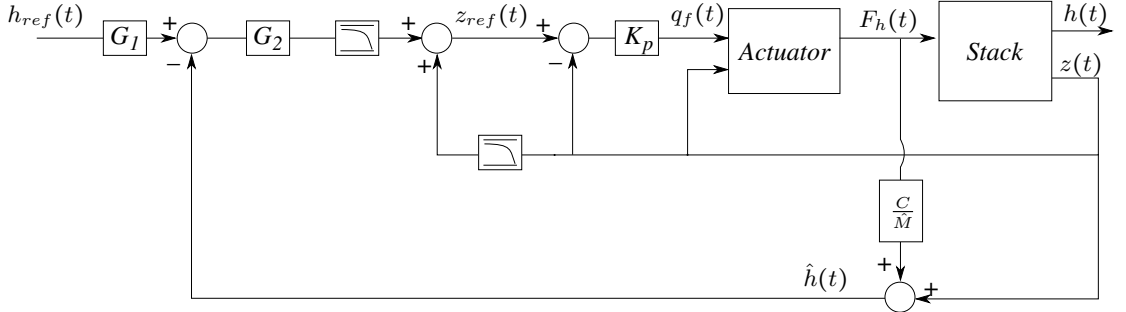 h_ref(t) + G_1 − G_2 + + z_ref(t) + − K_p q_f(t) Actuator F_h(t) Stack h(t)
z(t)
C
M̂
+
ĥ(t) +